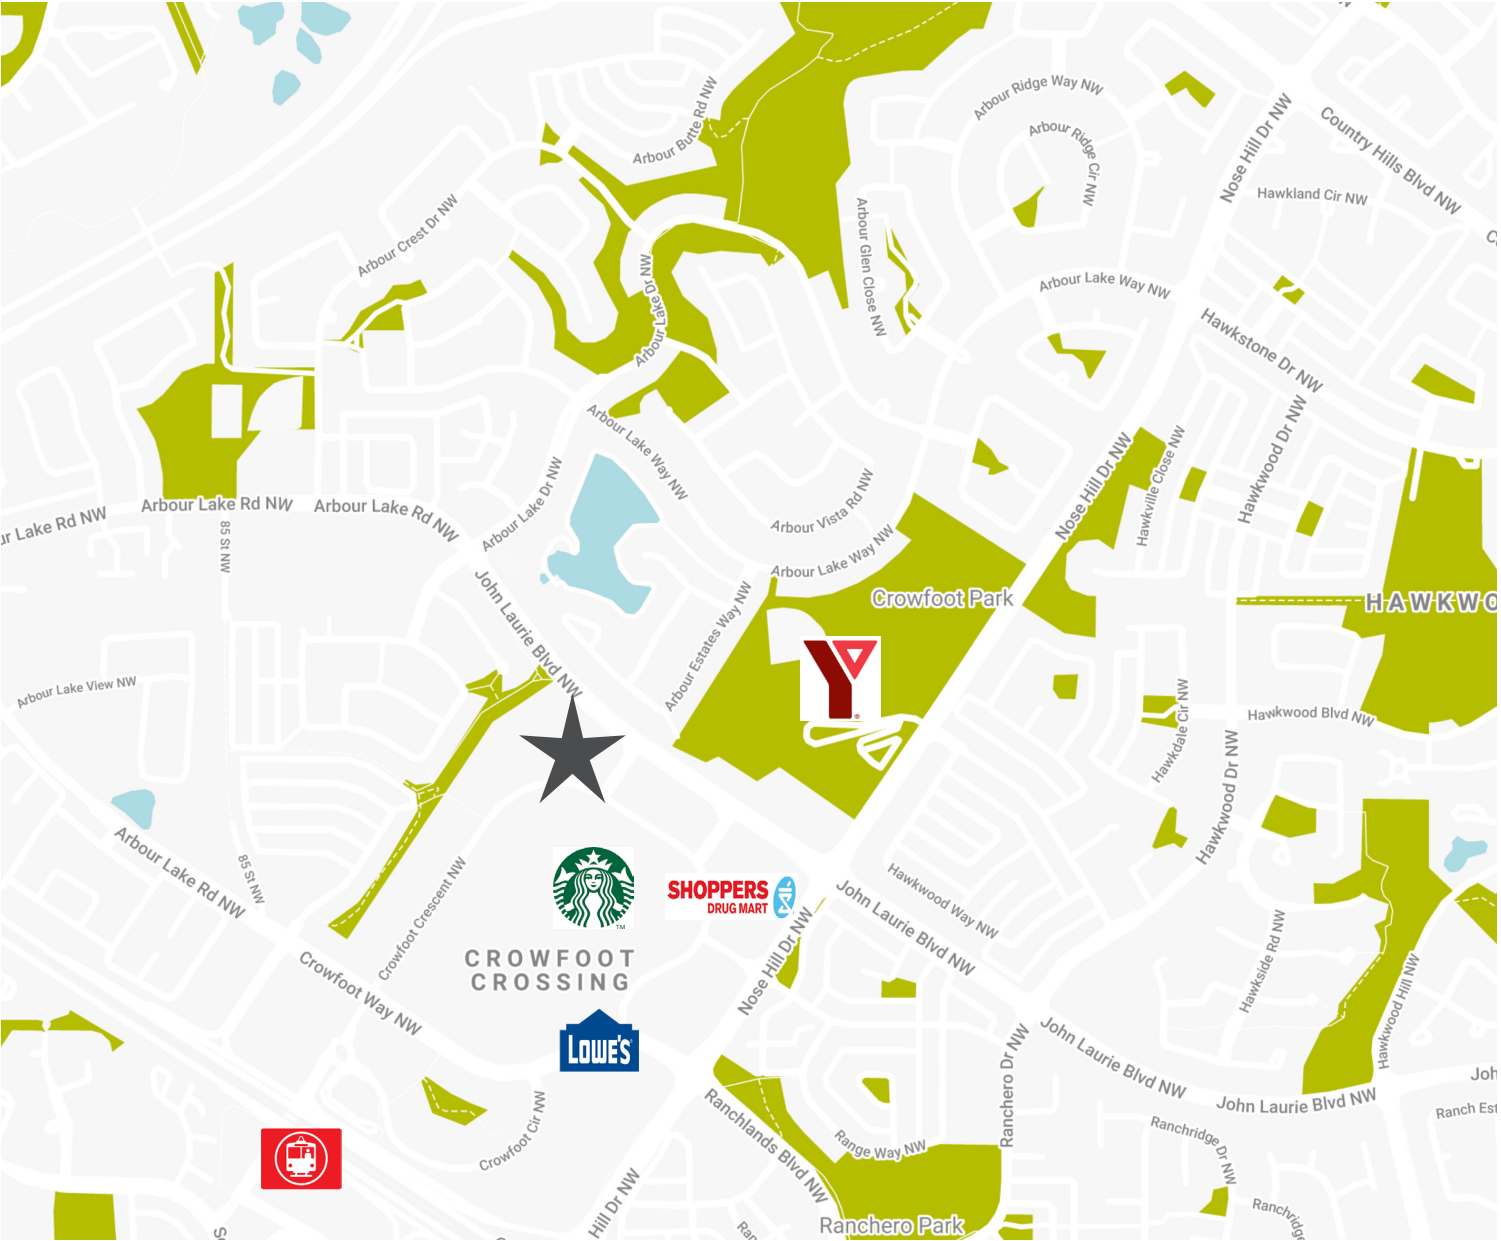 Arbour Ridge Way NW
Arbour Butte Rd NW
Arbour Ridge Cir NW
Nose Hill Dr NW
Country Hills Blvd NW
Hawkland Cir NW
Arbour Crest Dr NW
Arbour Glen Close NW
Arbour Lake Dr NW
Arbour Lake Way NW
Hawkstone Dr NW
Arbour Lake Way NW
Hawkwood Dr NW
Nose Hill Dr NW
Hawkville Close NW
Arbour Lake Dr NW
Arbour Vista Rd NW
ur Lake Rd NW
Arbour Lake Rd NW
Arbour Lake Rd NW
85 St NW
Arbour Lake Way NW
Crowfoot Park
HAWKWO
John Laurie Blvd NW
Arbour Estates Way NW
Arbour Lake View NW
Hawkdale Cir NW
Hawkwood Blvd NW
Hawkwood Dr NW
Arbour Lake Rd NW
85 St NW
Crowfoot Crescent NW
SHOPPERS
DRUG MART
Hawkwood Way NW
John Laurie Blvd NW
Nose Hill Dr NW
CROWFOOT
CROSSING
Crowfoot Way NW
Hawkside Rd NW
Hawkwood Hill NW
LOWE'S
Ranchero Dr NW
John Laurie Blvd NW
John Laurie Blvd NW
Joh
Ranch Est
Crowfoot Cir NW
Ranchlands Blvd NW
Range Way NW
Ranchridge Dr NW
Hill Dr NW
Ranchero Park
Ran
Ranchridge